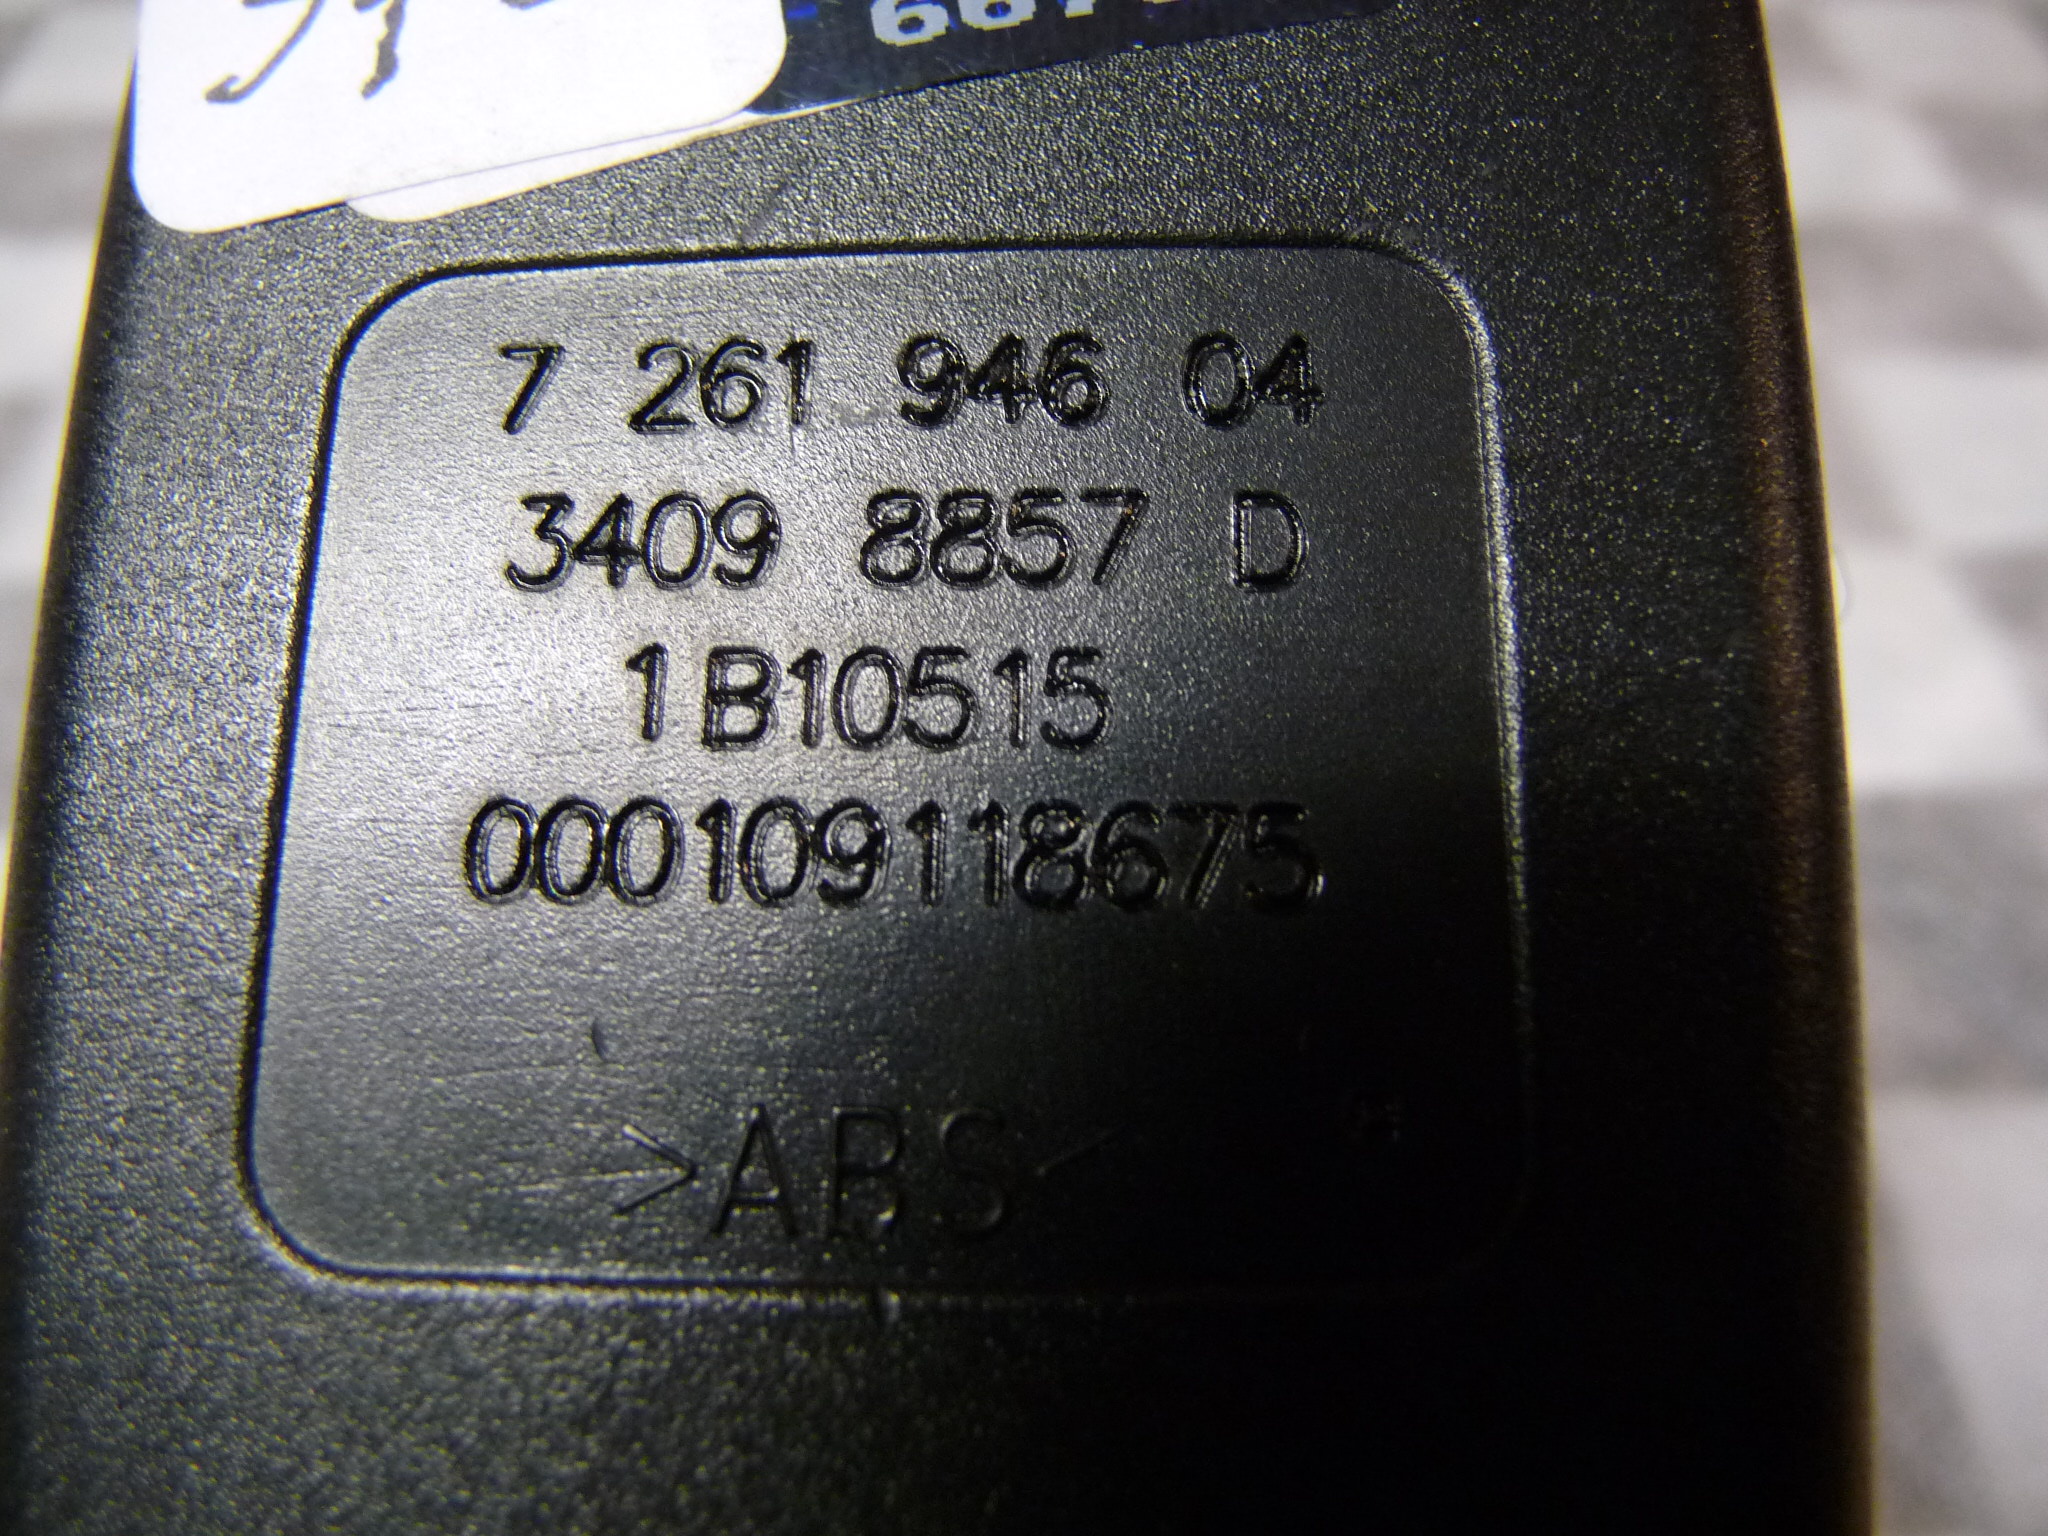 7 261 946 04
3409 8857 D
1B10515
000109118675
>ABS<